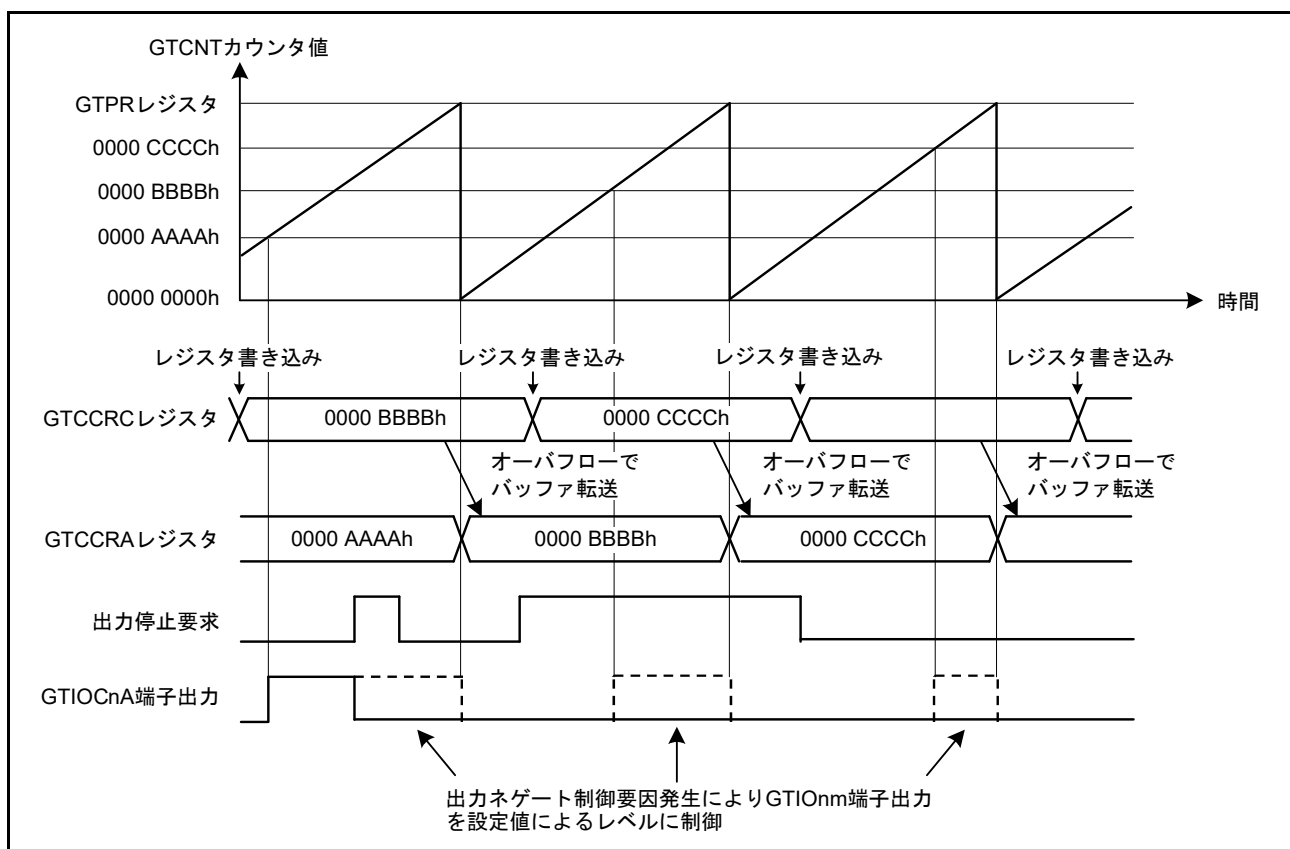 GTCNTカウンタ値
GTPRレジスタ
0000 CCCCh
0000 BBBBh
0000 AAAAh
0000 0000h
時間
レジスタ書き込み
レジスタ書き込み
レジスタ書き込み
レジスタ書き込み
GTCCRCレジスタ
0000 BBBBh
0000 CCCCh
オーバフローで
バッファ転送
オーバフローで
バッファ転送
オーバフローで
バッファ転送
GTCCRAレジスタ
0000 AAAAh
0000 BBBBh
0000 CCCCh
出力停止要求
GTIOCnA端子出力
出力ネゲート制御要因発生によりGTIOnm端子出力
を設定値によるレベルに制御